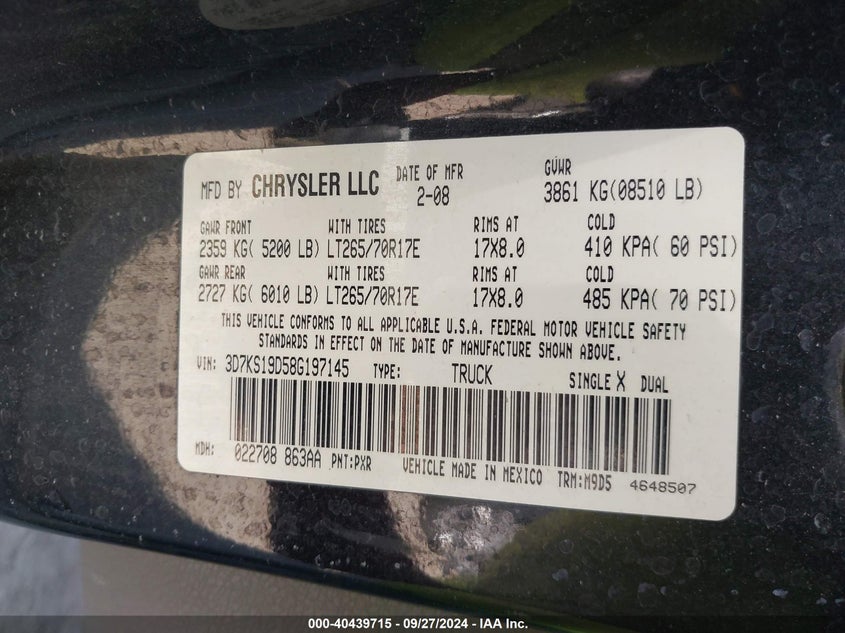 MFD BY CHRYSLER LLC DATE OF MFR 2-08 GVWR 3861 KG(08510 LB)
GAWR FRONT WITH TIRES RIMS AT COLD
2359 KG( 5200 LB) LT265/70R17E 17X8.0 410 KPA( 60 PSI)
GAWR REAR WITH TIRES RIMS AT COLD
2727 KG( 6010 LB) LT265/70R17E 17X8.0 485 KPA( 70 PSI)
THIS VEHICLE CONFORMS TO ALL APPLICABLE U.S.A. FEDERAL MOTOR VEHICLE SAFETY
STANDARDS IN EFFECT ON THE DATE OF MANUFACTURE SHOWN ABOVE.
VIN: 3D7KS19D58G197145 TYPE: TRUCK SINGLE X DUAL
MDH: 022708 863AA PNT:PXR VEHICLE MADE IN MEXICO TRM:M9D5 4648507
000-40439715 - 09/27/2024 - IAA Inc.